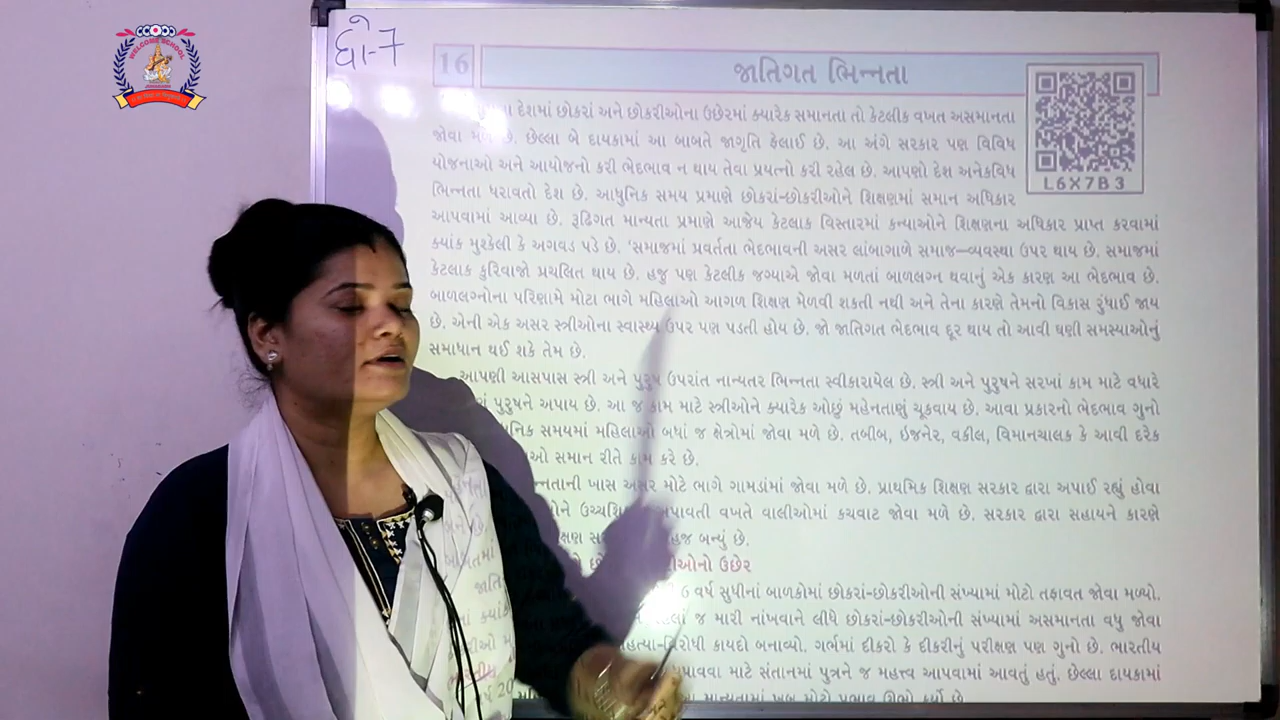 WELCOME SCHOOL
ધો-7
16
જાતિગત ભિન્નતા
દેશમાં છોકરાં અને છોકરીઓના ઉછેરમાં ક્યારેક સમાનતા તો કેટલીક વખત અસમાનતા
જોવા મળે છે. છેલ્લા બે દાયકામાં આ બાબતે જાગૃતિ ફેલાઈ છે. આ અંગે સરકાર પણ વિવિધ
યોજનાઓ અને આયોજનો કરી ભેદભાવ ન થાય તેવા પ્રયત્નો કરી રહેલ છે. આપણો દેશ અનેકવિધ
ભિન્નતા ધરાવતો દેશ છે. આધુનિક સમય પ્રમાણે છોકરાં-છોકરીઓને શિક્ષણમાં સમાન અધિકાર
L6X7B3
આપવામાં આવ્યા છે. રૂઢિગત માન્યતા પ્રમાણે આજેય કેટલાક વિસ્તારમાં કન્યાઓને શિક્ષણના અધિકાર પ્રાપ્ત કરવામાં
ક્યાંક મુશ્કેલી કે અગવડ પડે છે. 'સમાજમાં પ્રવર્તતા ભેદભાવની અસર લાંબાગાળે સમાજ—વ્યવસ્થા ઉપર થાય છે. સમાજમાં
કેટલાક કુરિવાજો પ્રચલિત થાય છે. હજુ પણ કેટલીક જગ્યાએ જોવા મળતાં બાળલગ્ન થવાનું એક કારણ આ ભેદભાવ છે.
બાળલગ્નોના પરિણામે મોટા ભાગે મહિલાઓ આગળ શિક્ષણ મેળવી શકતી નથી અને તેના કારણે તેમનો વિકાસ રુંધાઈ જાય
છે. એની એક અસર સ્ત્રીઓના સ્વાસ્થ્ય ઉપર પણ પડતી હોય છે. જો જાતિગત ભેદભાવ દૂર થાય તો આવી ઘણી સમસ્યાઓનું
સમાધાન થઈ શકે તેમ છે.
આપણી આસપાસ સ્ત્રી અને પુરુષ ઉપરાંત નાન્યતર ભિન્નતા સ્વીકારાયેલ છે. સ્ત્રી અને પુરુષને સરખાં કામ માટે વધારે
પુરુષને અપાય છે. આ જ કામ માટે સ્ત્રીઓને ક્યારેક ઓછું મહેનતાણું ચૂકવાય છે. આવા પ્રકારનો ભેદભાવ ગુનો
સમયમાં મહિલાઓ બધાં જ ક્ષેત્રોમાં જોવા મળે છે. તબીબ, ઇજનેર, વકીલ, વિમાનચાલક કે આવી દરેક
સમાન રીતે કામ કરે છે.
ખાસ અસર મોટે ભાગે ગામડાંમાં જોવા મળે છે. પ્રાથમિક શિક્ષણ સરકાર દ્વારા અપાઈ રહ્યું હોવા
વખતે વાલીઓમાં કચવાટ જોવા મળે છે. સરકાર દ્વારા સહાયને કારણે
બન્યું છે.
ઉછેર
6 વર્ષ સુધીનાં બાળકોમાં છોકરાં-છોકરીઓની સંખ્યામાં મોટો તફાવત જોવા મળ્યો.
જ મારી નાંખવાને લીધે છોકરાં-છોકરીઓની સંખ્યામાં અસમાનતા વધુ જોવા
કાયદો બનાવ્યો. ગર્ભમાં દીકરો કે દીકરીનું પરીક્ષણ પણ ગુનો છે. ભારતીય
માટે સંતાનમાં પુત્રને જ મહત્ત્વ આપવામાં આવતું હતું. છેલ્લા દાયકામાં
માન્યતામાં ખૂબ મોટો પ્રભાવ ઊભો કર્યો છે